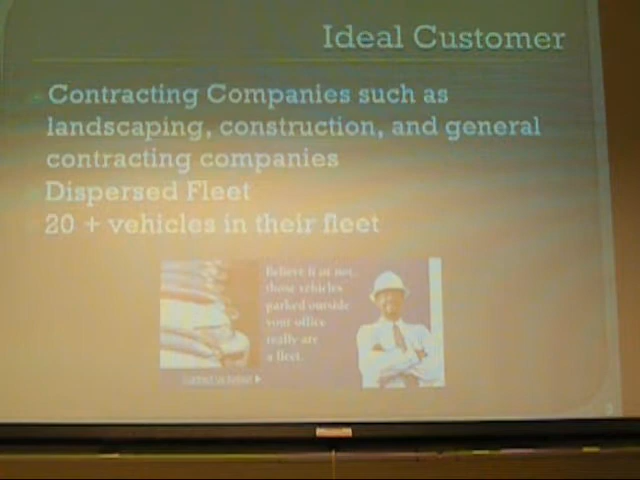 Ideal Customer
Contracting Companies such as
landscaping, construction, and general
contracting companies
Dispersed Fleet
20 + vehicles in their fleet
Believe it or not,
those vehicles
parked outside
your office
really are
a fleet.